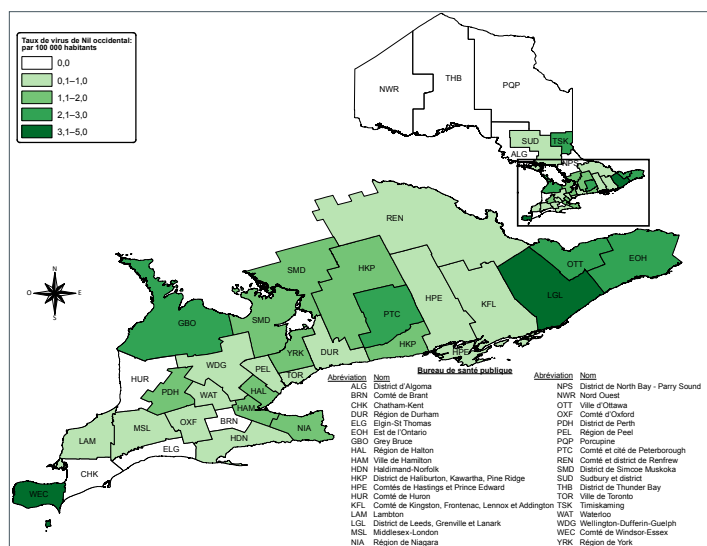 Taux de virus de Nil occidental:
par 100 000 habitants
0,0
0,1–1,0
1,1–2,0
2,1–3,0
3,1–5,0
NWR
THB
PQP
SUD
TSK
ALG
NPS
N
O
E
S
REN
SMD
HKP
OTT
EOH
HPE
KFL
LGL
GBO
SMD
PTC
YRK
DUR
HKP
HPE
WDG
PEL
TOR
HUR
PDH
WAT
HAL
HAM
BRN
NIA
LAM
MSL
OXF
HDN
ELG
CHK
WEC
Bureau de santé publique
Abréviation Nom
ALG District d'Algoma
BRN Comté de Brant
CHK Chatham-Kent
DUR Région de Durham
ELG Elgin-St Thomas
EOH Est de l'Ontario
GBO Grey Bruce
HAL Région de Halton
HAM Ville de Hamilton
HDN Haldimand-Norfolk
HKP District de Haliburton, Kawartha, Pine Ridge
HPE Comtés de Hastings et Prince Edward
HUR Comté de Huron
KFL Comté de Kingston, Frontenac, Lennox et Addington
LAM Lambton
LGL District de Leeds, Grenville et Lanark
MSL Middlesex-London
NIA Région de Niagara
Abréviation Nom
NPS District de North Bay - Parry Sound
NWR Nord Ouest
OTT Ville d'Ottawa
OXF Comté d'Oxford
PDH District de Perth
PEL Région de Peel
PQP Porcupine
PTC Comté et cité de Peterborough
REN Comté et district de Renfrew
SMD District de Simcoe Muskoka
SUD Sudbury et district
THB District de Thunder Bay
TOR Ville de Toronto
TSK Timiskaming
WAT Waterloo
WDG Wellington-Dufferin-Guelph
WEC Comté de Windsor-Essex
YRK Région de York